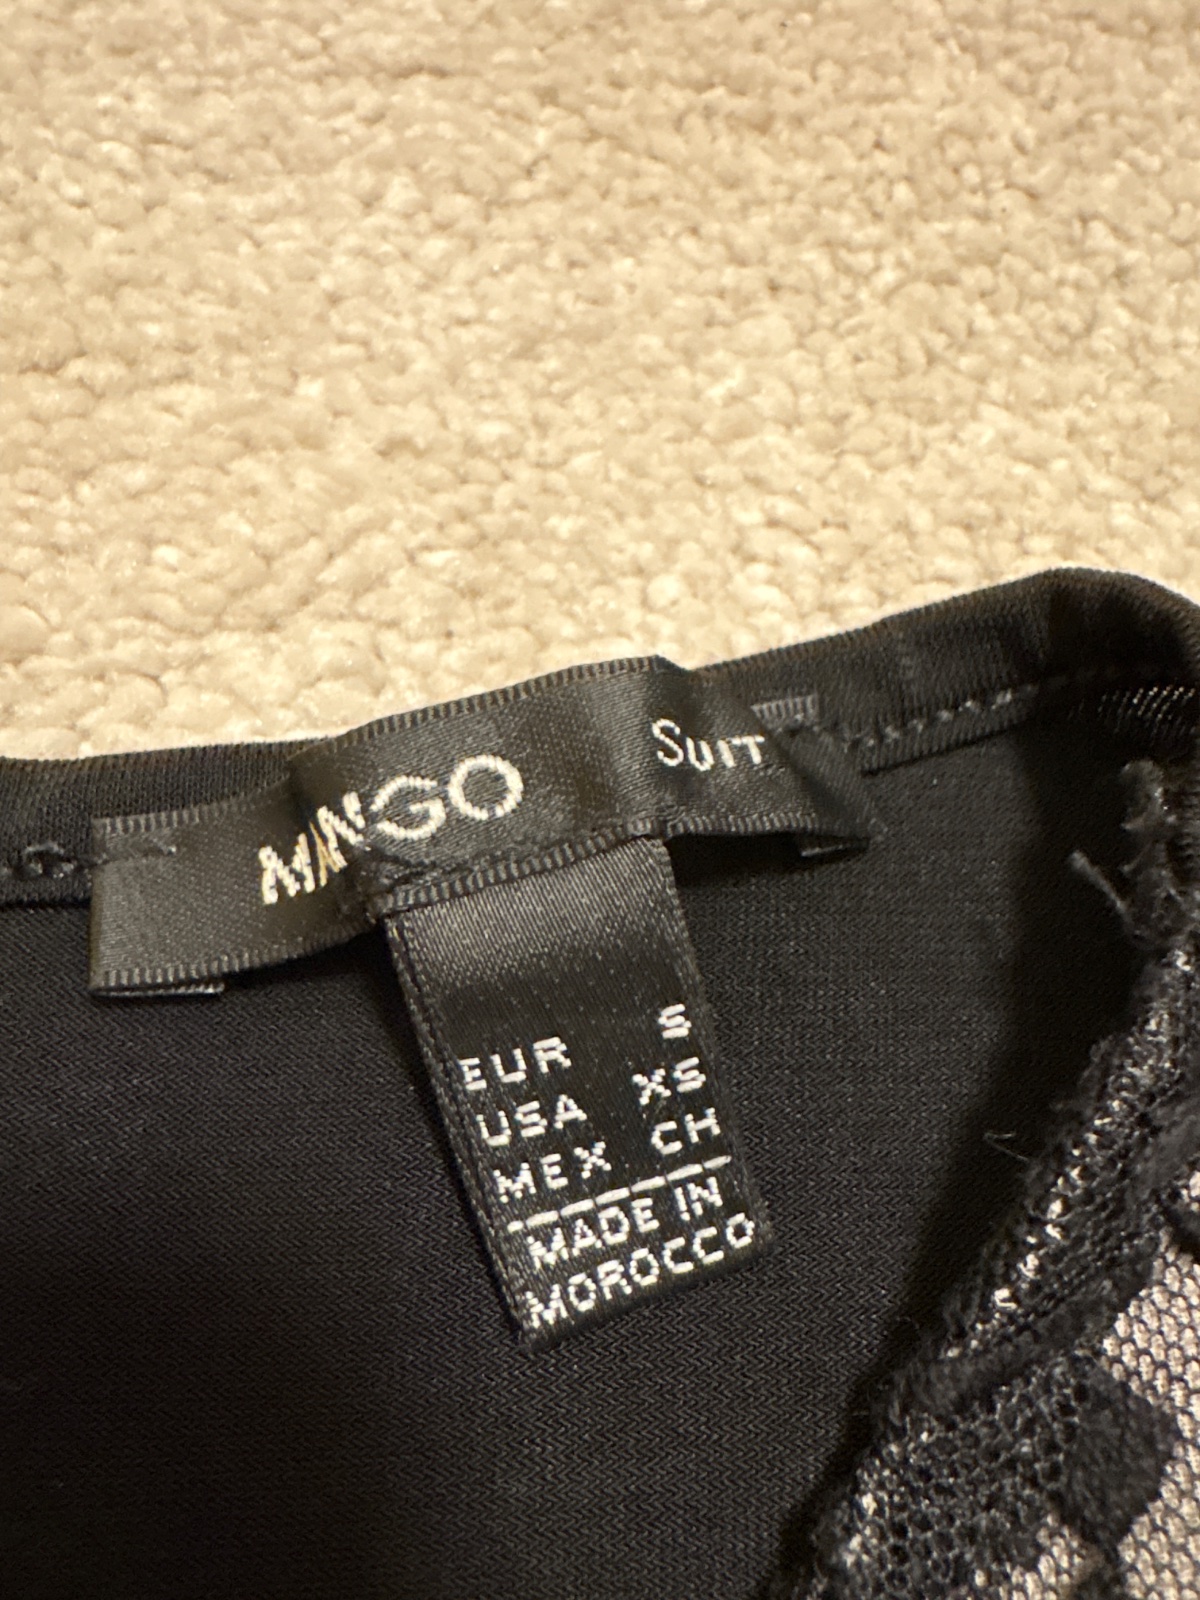 MANGO Suit
EUR S
USA XS
MEX CH
MADE IN
MOROCCO